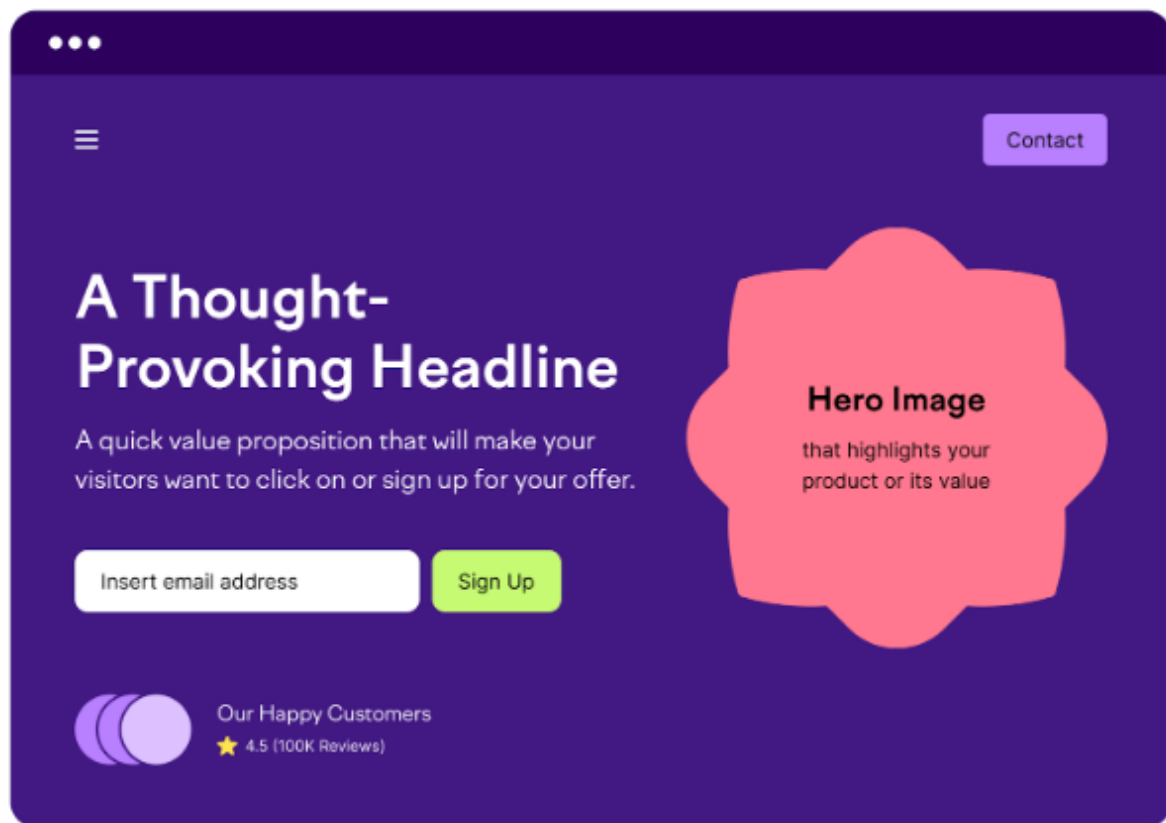 Contact
A Thought-
Provoking Headline
A quick value proposition that will make your
visitors want to click on or sign up for your offer.
Insert email address
Sign Up
Our Happy Customers
4.5 (100K Reviews)
Hero Image
that highlights your
product or its value